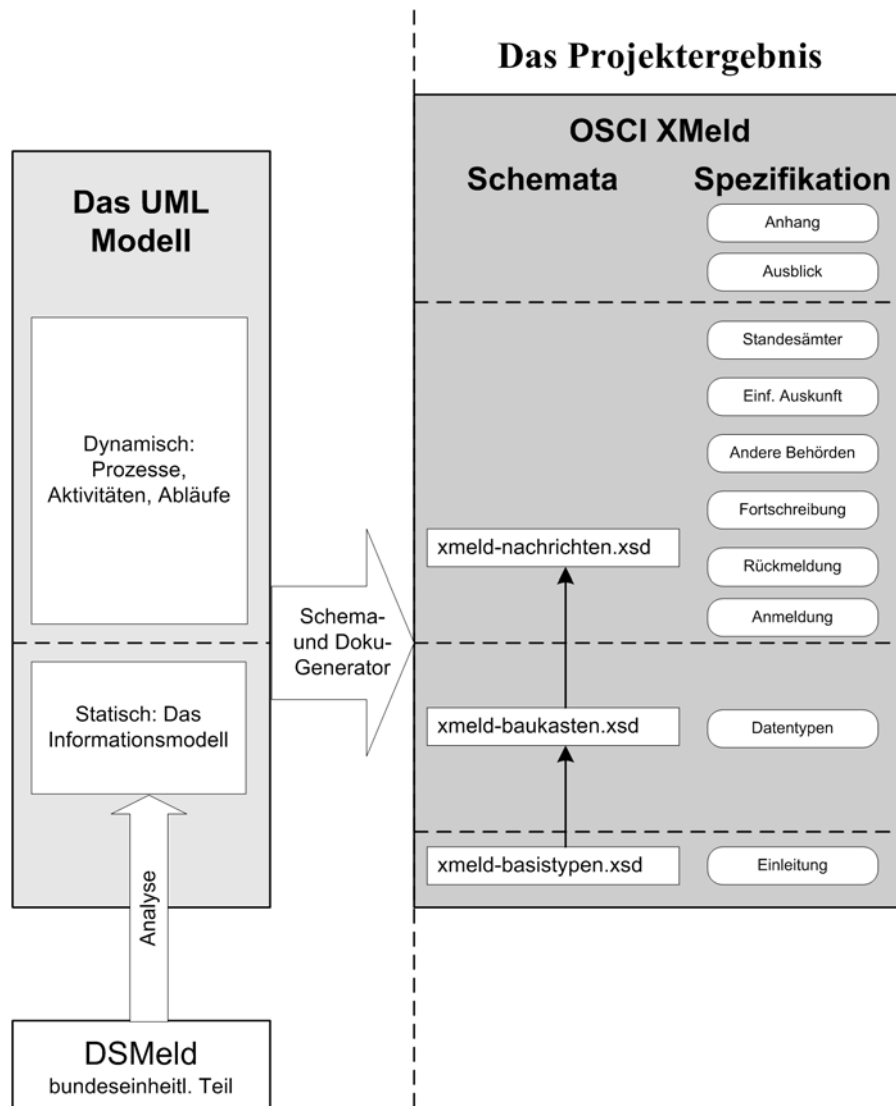 Das Projektergebnis
OSCI XMeld
Schemata
Spezifikation
Anhang
Ausblick
Standesämter
Einf. Auskunft
Andere Behörden
Fortschreibung
Rückmeldung
Anmeldung
xmeld-nachrichten.xsd
xmeld-baukasten.xsd
Datentypen
xmeld-basistypen.xsd
Einleitung
Das UML
Modell
Dynamisch:
Prozesse,
Aktivitäten, Abläufe
Statisch: Das
Informationsmodell
Schema-
und Doku-
Generator
Analyse
DSMeld
bundeseinheitl. Teil